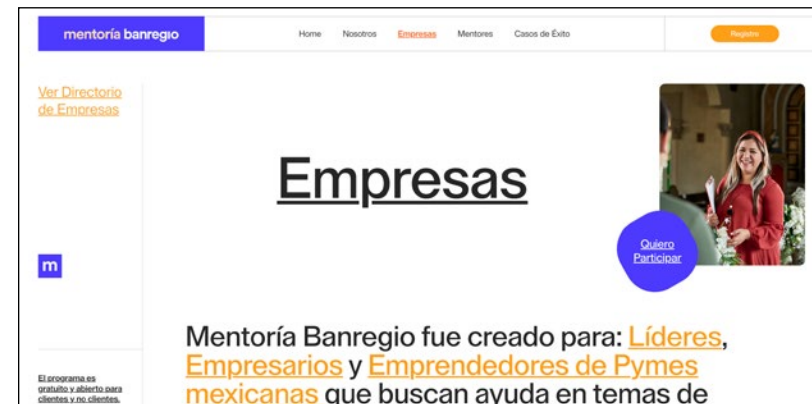 mentoría banregio
Home
Nosotros
Empresas
Mentores
Casos de Éxito
Registro
Ver Directorio
de Empresas
Empresas
Quiero
Participar
m
Mentoría Banregio fue creado para: Líderes,
Empresarios y Emprendedores de Pymes
mexicanas que buscan ayuda en temas de
El programa es
gratuito y abierto para
clientes y no clientes.